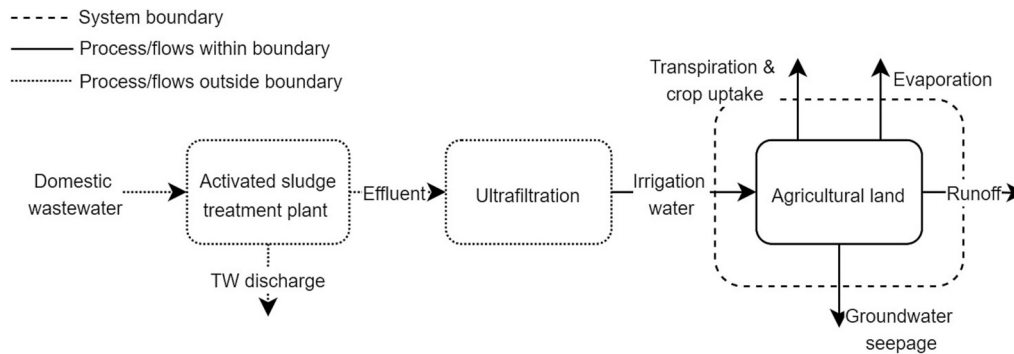 System boundary
Process/flows within boundary
Process/flows outside boundary
Transpiration &
crop uptake
Evaporation
Domestic
wastewater
Activated sludge
treatment plant
Effluent
Ultrafiltration
Irrigation
water
Agricultural land
Runoff
TW discharge
Groundwater
seepage